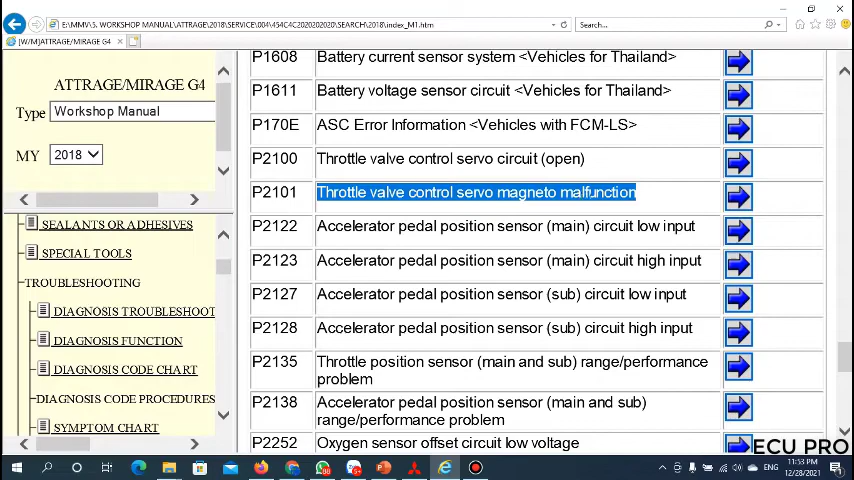 E:\MMV\5. WORKSHOP MANUAL\ATTRAGE\2018\SERVICE\004\454C4C2020202020\SEARCH\2018\index_M1.htm
Search...
[W/M]ATTRAGE/MIRAGE G4
ATTRAGE/MIRAGE G4
Type Workshop Manual
MY 2018
SEALANTS OR ADHESIVES
SPECIAL TOOLS
TROUBLESHOOTING
DIAGNOSIS TROUBLESHOOT
DIAGNOSIS FUNCTION
DIAGNOSIS CODE CHART
DIAGNOSIS CODE PROCEDURES
SYMPTOM CHART
P1608 Battery current sensor system <Vehicles for Thailand>
P1611 Battery voltage sensor circuit <Vehicles for Thailand>
P170E ASC Error Information <Vehicles with FCM-LS>
P2100 Throttle valve control servo circuit (open)
P2101 Throttle valve control servo magneto malfunction
P2122 Accelerator pedal position sensor (main) circuit low input
P2123 Accelerator pedal position sensor (main) circuit high input
P2127 Accelerator pedal position sensor (sub) circuit low input
P2128 Accelerator pedal position sensor (sub) circuit high input
P2135 Throttle position sensor (main and sub) range/performance
problem
P2138 Accelerator pedal position sensor (main and sub)
range/performance problem
P2252 Oxygen sensor offset circuit low voltage
ECU PRO
ENG
11:53 PM
12/28/2021